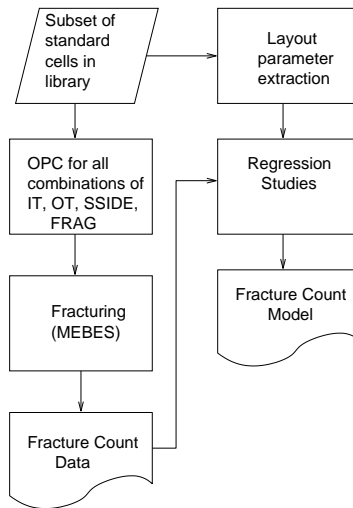 Subset of
standard
cells in
library
Layout
parameter
extraction
OPC for all
combinations of
IT, OT, SSIDE,
FRAG
Regression
Studies
Fracturing
(MEBES)
Fracture Count
Model
Fracture Count
Data